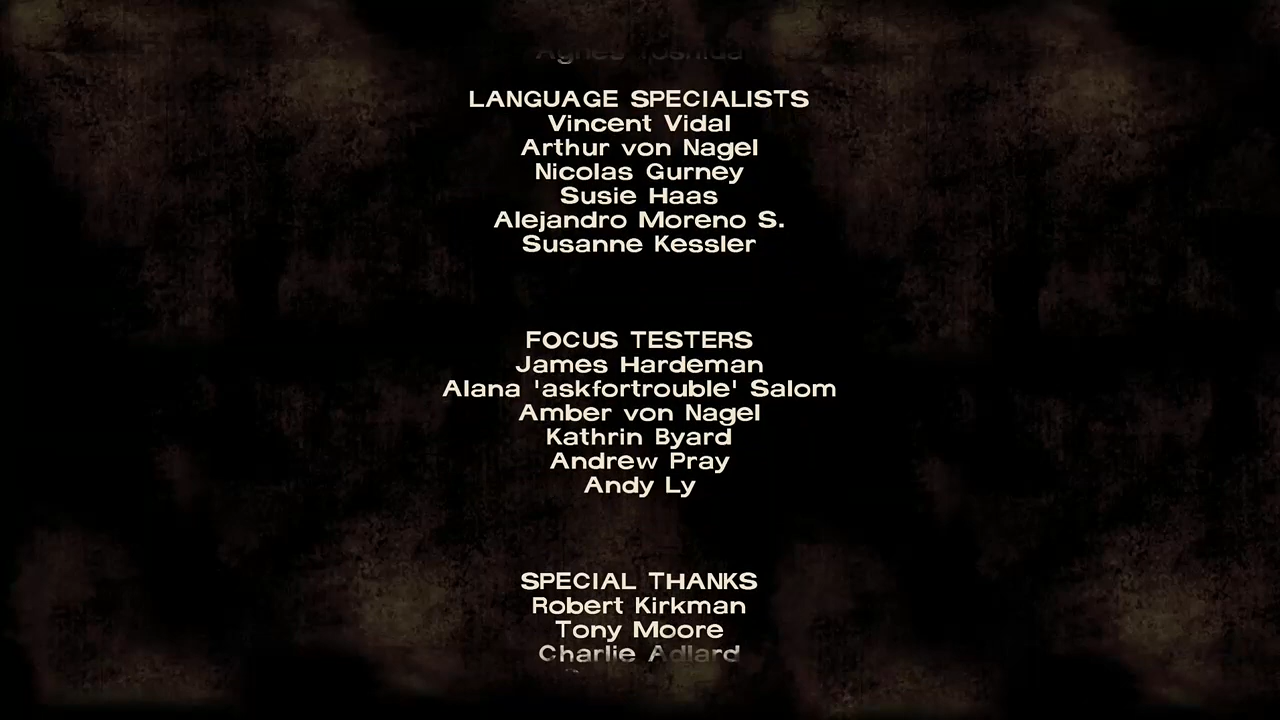 Agnes Yoshida
LANGUAGE SPECIALISTS
Vincent Vidal
Arthur von Nagel
Nicolas Gurney
Susie Haas
Alejandro Moreno S.
Susanne Kessler
FOCUS TESTERS
James Hardeman
Alana 'askfortrouble' Salom
Amber von Nagel
Kathrin Byard
Andrew Pray
Andy Ly
SPECIAL THANKS
Robert Kirkman
Tony Moore
Charlie Adlard